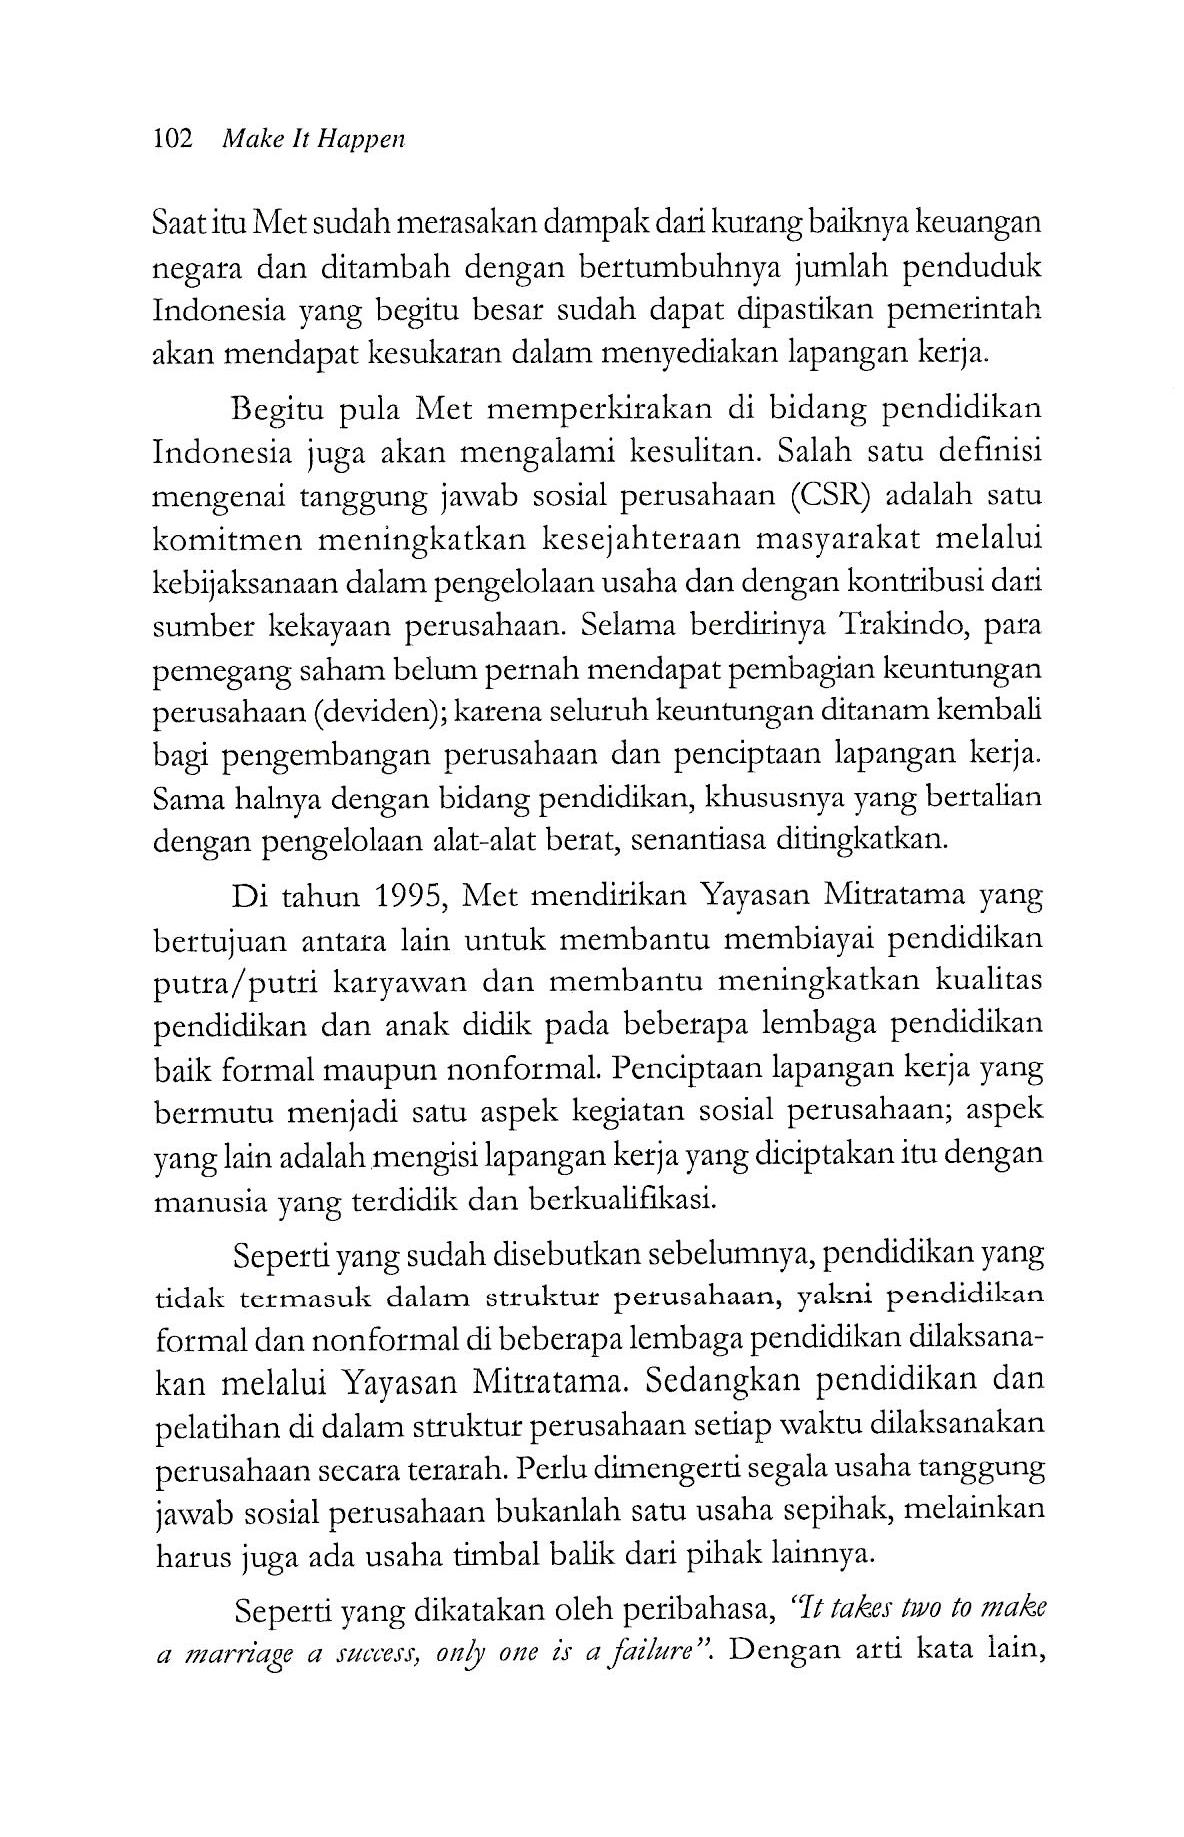 102 Make It Happen
Saat itu Met sudah merasakan dampak dari kurang baiknya keuangan
negara dan ditambah dengan bertumbuhnya jumlah penduduk
Indonesia yang begitu besar sudah dapat dipastikan pemerintah
akan mendapat kesukaran dalam menyediakan lapangan kerja.
Begitu pula Met memperkirakan di bidang pendidikan
Indonesia juga akan mengalami kesulitan. Salah satu definisi
mengenai tanggung jawab sosial perusahaan (CSR) adalah satu
komitmen meningkatkan kesejahteraan masyarakat melalui
kebijaksanaan dalam pengelolaan usaha dan dengan kontribusi dari
sumber kekayaan perusahaan. Selama berdirinya Trakindo, para
pemegang saham belum pernah mendapat pembagian keuntungan
perusahaan (deviden); karena seluruh keuntungan ditanam kembali
bagi pengembangan perusahaan dan penciptaan lapangan kerja.
Sama halnya dengan bidang pendidikan, khususnya yang bertalian
dengan pengelolaan alat-alat berat, senantiasa ditingkatkan.
Di tahun 1995, Met mendirikan Yayasan Mitratama yang
bertujuan antara lain untuk membantu membiayai pendidikan
putra/putri karyawan dan membantu meningkatkan kualitas
pendidikan dan anak didik pada beberapa lembaga pendidikan
baik formal maupun nonformal. Penciptaan lapangan kerja yang
bermutu menjadi satu aspek kegiatan sosial perusahaan; aspek
yang lain adalah mengisi lapangan kerja yang diciptakan itu dengan
manusia yang terdidik dan berkualifikasi.
Seperti yang sudah disebutkan sebelumnya, pendidikan yang
tidak termasuk dalam struktur perusahaan, yakni pendidikan
formal dan nonformal di beberapa lembaga pendidikan dilaksana-
kan melalui Yayasan Mitratama. Sedangkan pendidikan dan
pelatihan di dalam struktur perusahaan setiap waktu dilaksanakan
perusahaan secara terarah. Perlu dimengerti segala usaha tanggung
jawab sosial perusahaan bukanlah satu usaha sepihak, melainkan
harus juga ada usaha timbal balik dari pihak lainnya.
Seperti yang dikatakan oleh peribahasa, “It takes two to make
a marriage a success, only one is a failure”. Dengan arti kata lain,